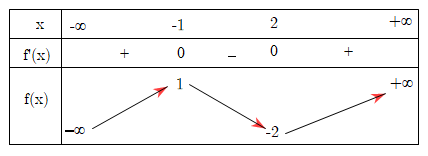 x -∞ -1 2 +∞
f'(x) + 0 – 0 +
1 +∞
f(x)
-∞ -2